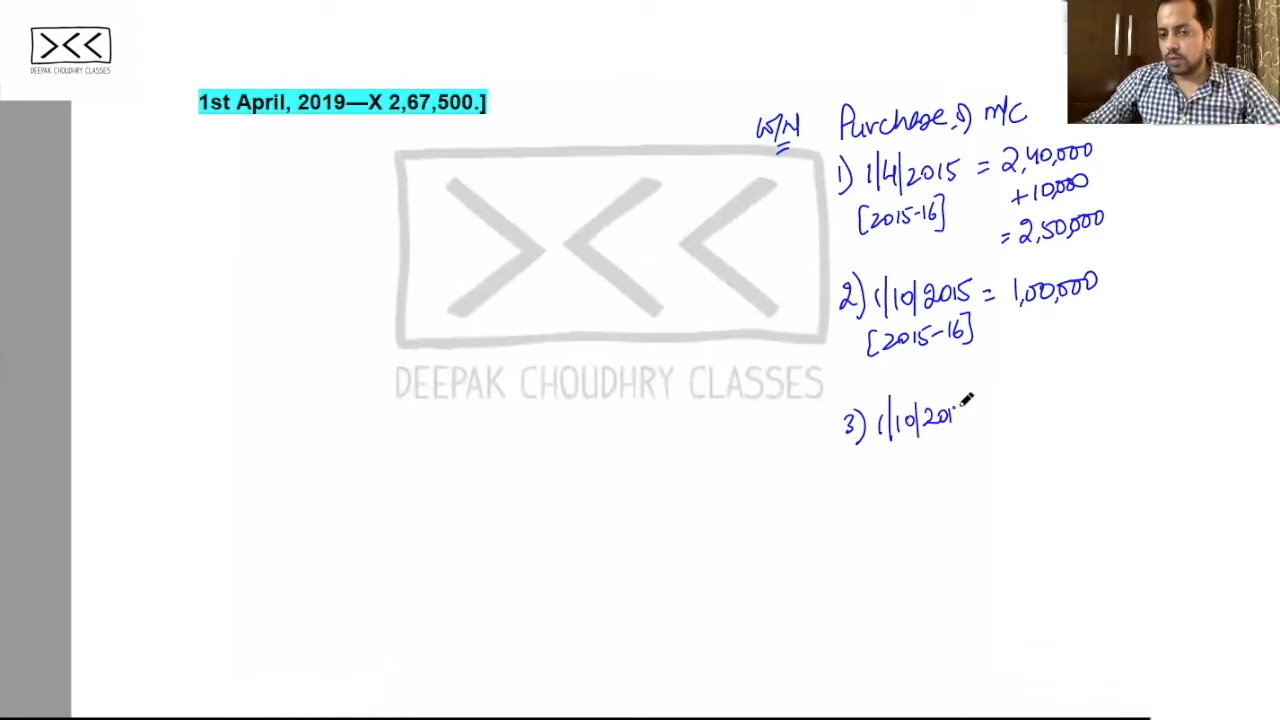 DEEPAK CHOUDHRY CLASSES
1st April, 2019—X 2,67,500.]
W/N Purchase of m/c
1) 1/4/2015 = 2,40,000
[2015-16] +10,000
= 2,50,000
2) 1/10/2015 = 1,00,000
[2015-16]
DEEPAK CHOUDHRY CLASSES
3) 1/10/201